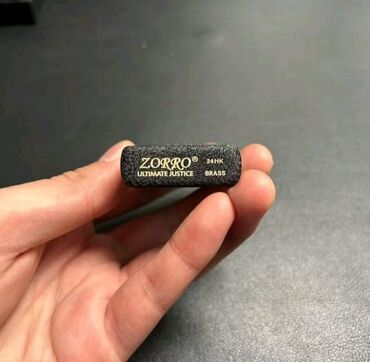 ZORRO® 24HK
ULTIMATE JUSTICE BRASS